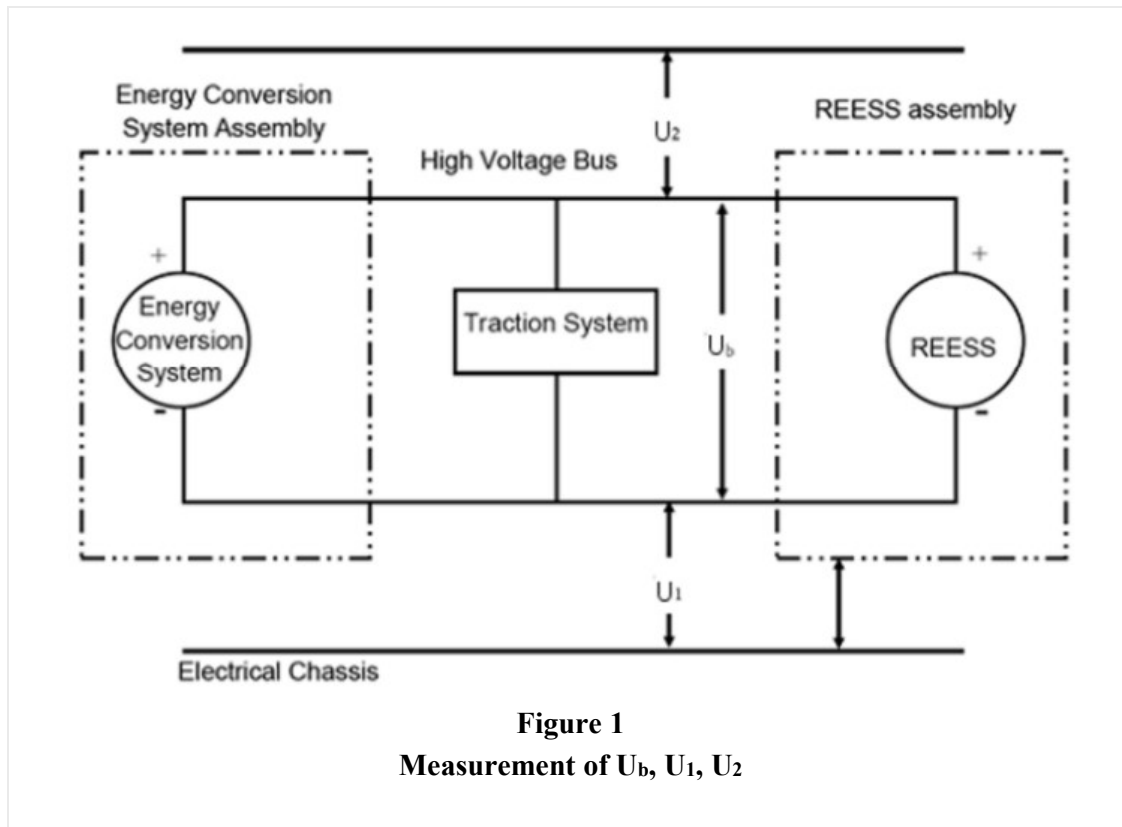 Energy Conversion
System Assembly
REESS assembly
U₂
High Voltage Bus
+
+
Energy
Conversion
System
Traction System
Ub
REESS
-
-
U₁
Electrical Chassis
Figure 1
Measurement of Ub, U₁, U₂